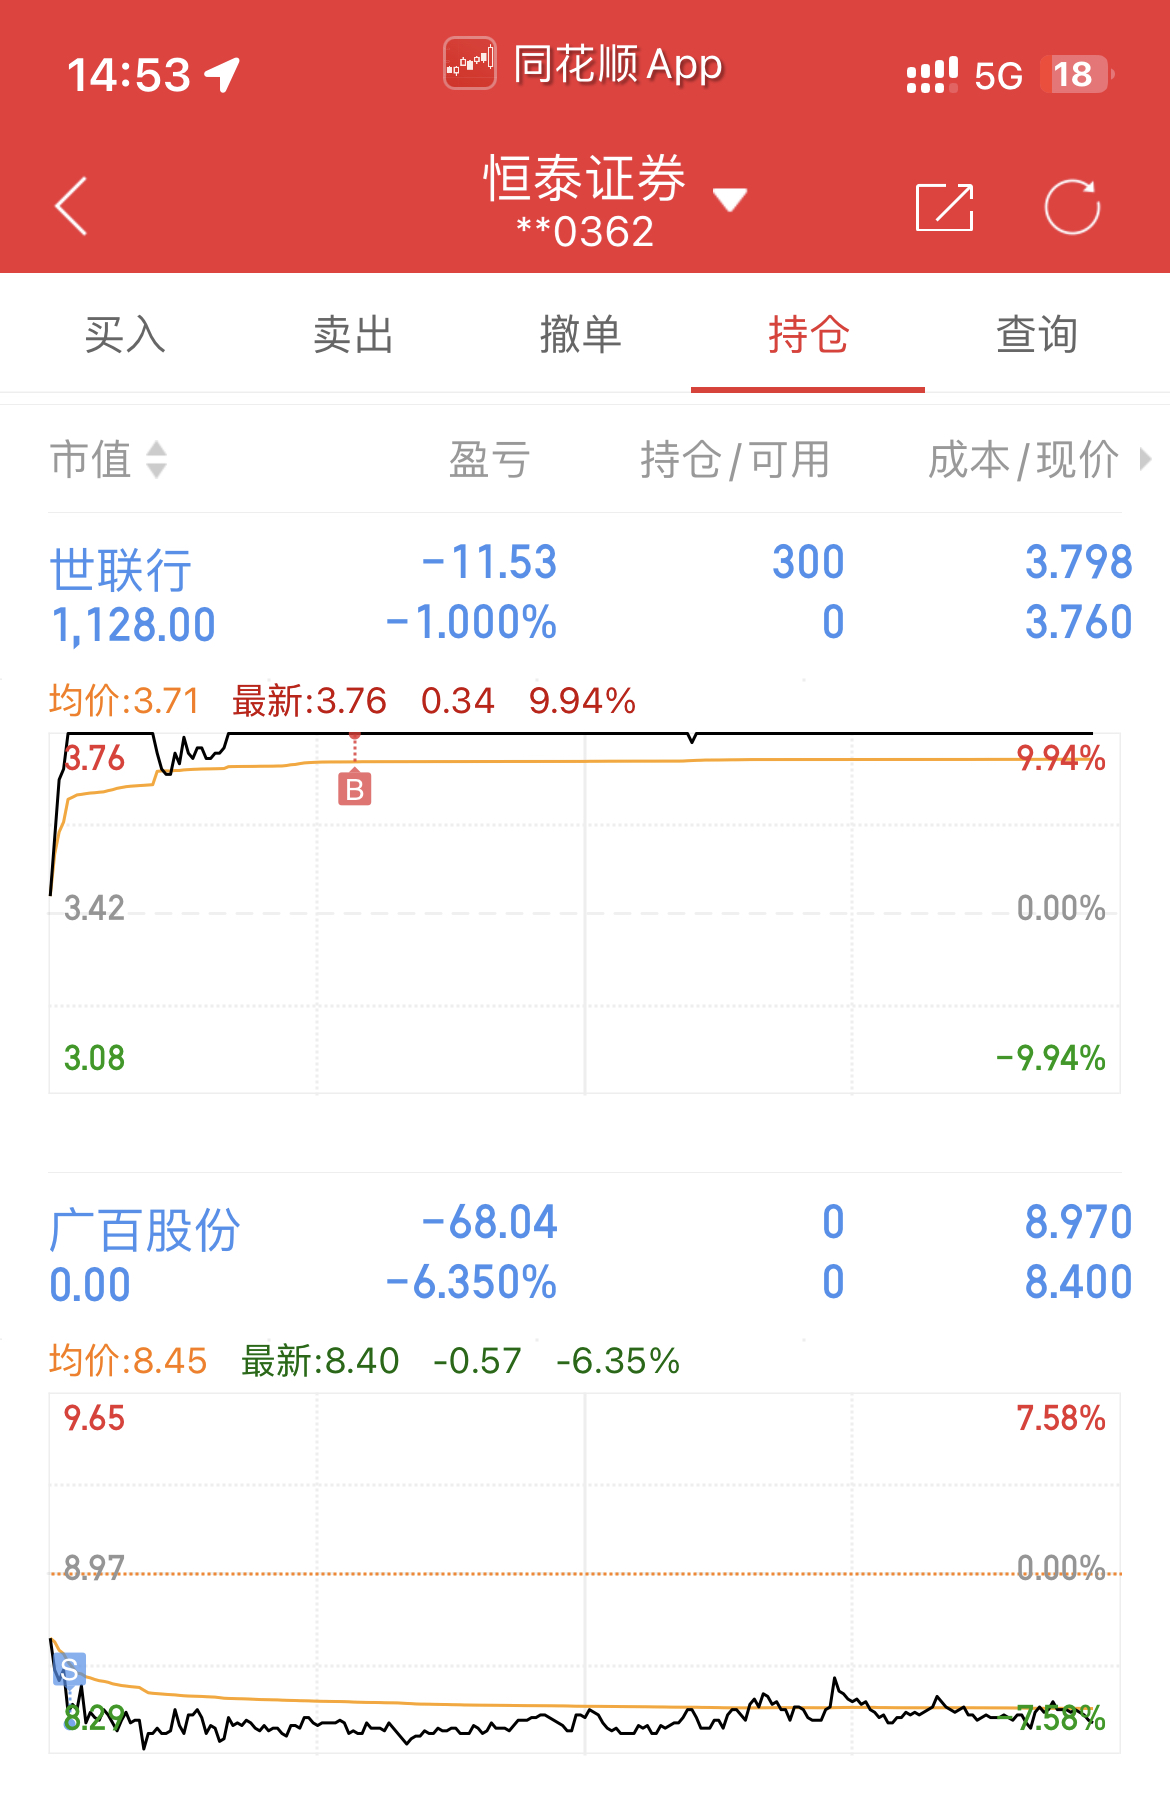 14:53 同花顺App 5G 18
恒泰证券
**0362
买入 卖出 撤单 持仓 查询
市值 盈亏 持仓/可用 成本/现价
世联行 -11.53 300 3.798
1,128.00 -1.000% 0 3.760
均价:3.71 最新:3.76 0.34 9.94%
3.76 9.94%
B
3.42 0.00%
3.08 -9.94%
广百股份 -68.04 0 8.970
0.00 -6.350% 0 8.400
均价:8.45 最新:8.40 -0.57 -6.35%
9.65 7.58%
8.97 0.00%
S
8.29 -7.58%